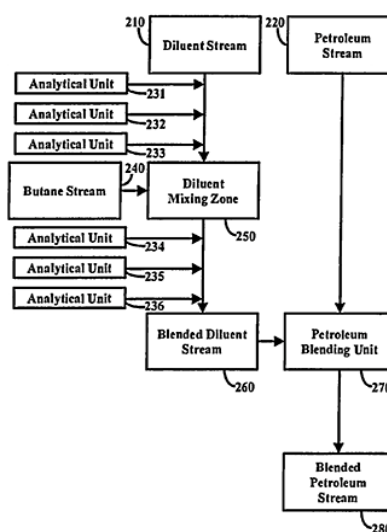 210
Diluent Stream
220
Petroleum
Stream
Analytical Unit
231
Analytical Unit
232
Analytical Unit
233
240
Butane Stream
Diluent
Mixing Zone
250
Analytical Unit
234
Analytical Unit
235
Analytical Unit
236
Blended Diluent
Stream
260
Petroleum
Blending Unit
270
Blended
Petroleum
Stream
280